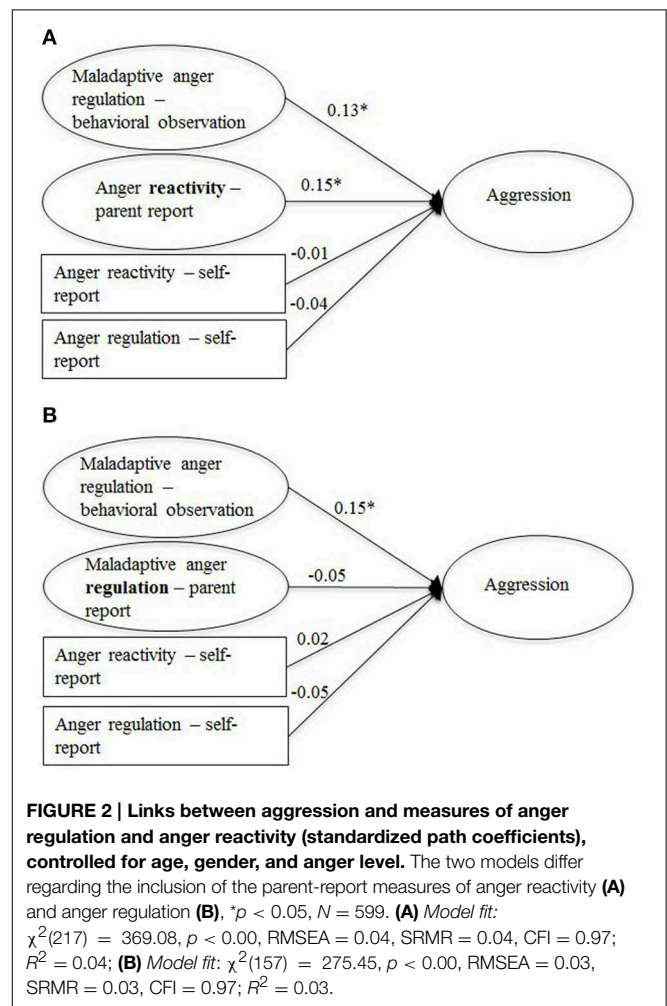 A
Maladaptive anger
regulation –
behavioral observation
0.13*
Anger reactivity –
parent report
0.15*
Aggression
Anger reactivity – self-
report
-0.01
Anger regulation – self-
report
-0.04
B
Maladaptive anger
regulation –
behavioral observation
0.15*
Maladaptive anger
regulation – parent
report
-0.05
Aggression
Anger reactivity – self-
report
0.02
Anger regulation – self-
report
-0.05
FIGURE 2 | Links between aggression and measures of anger
regulation and anger reactivity (standardized path coefficients),
controlled for age, gender, and anger level. The two models differ
regarding the inclusion of the parent-report measures of anger reactivity (A)
and anger regulation (B), *p < 0.05, N = 599. (A) Model fit:
χ²(217) = 369.08, p < 0.00, RMSEA = 0.04, SRMR = 0.04, CFI = 0.97;
R² = 0.04; (B) Model fit: χ²(157) = 275.45, p < 0.00, RMSEA = 0.03,
SRMR = 0.03, CFI = 0.97; R² = 0.03.